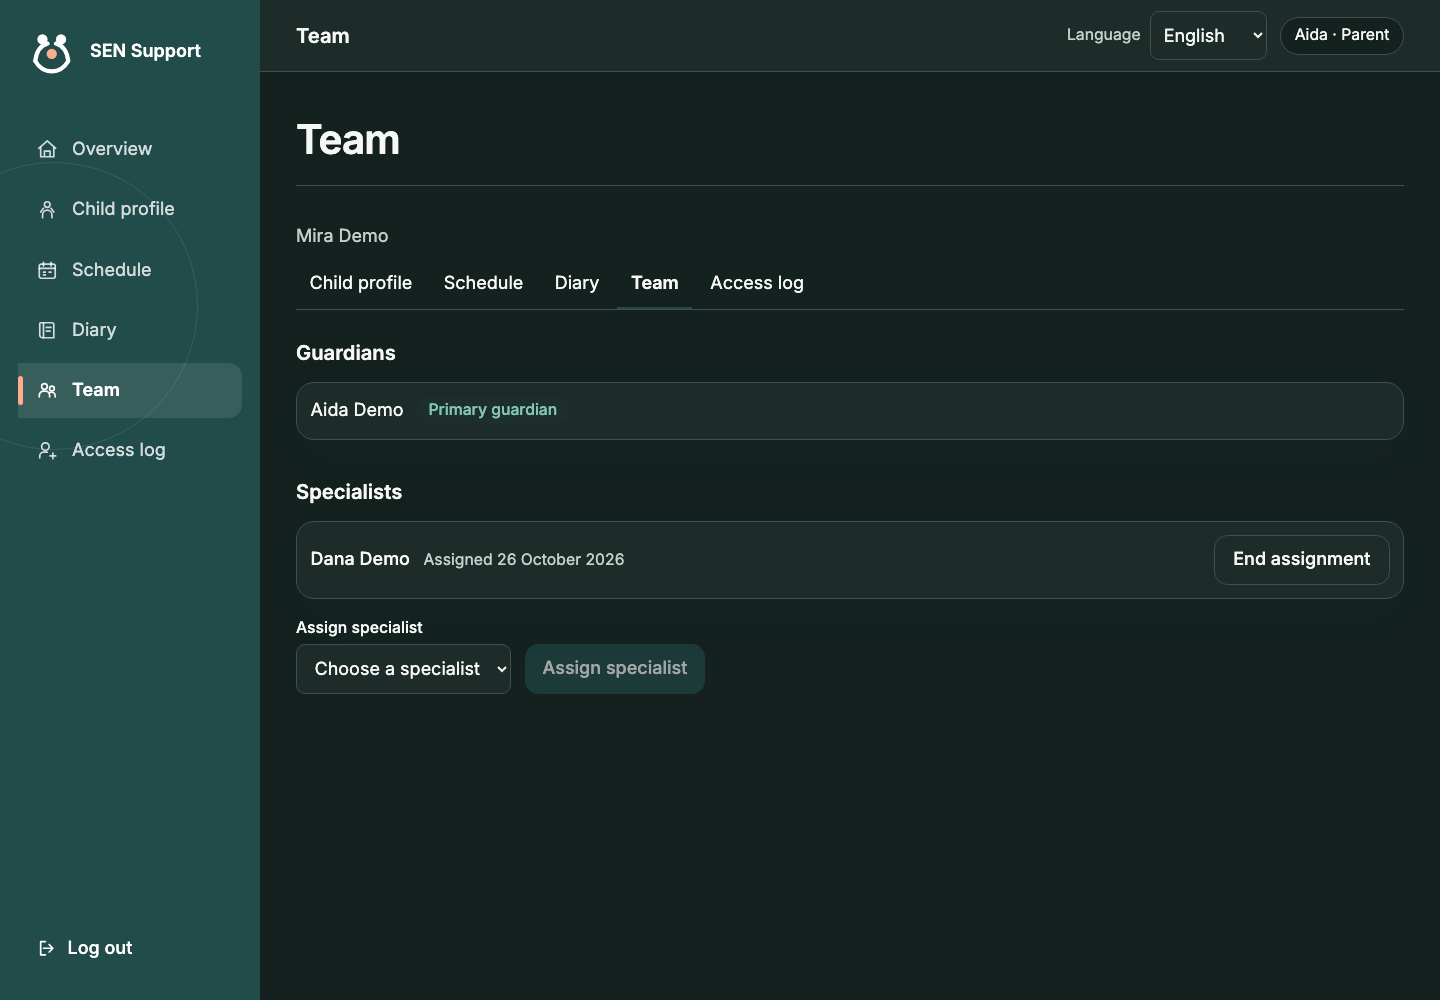 SEN Support
Overview
Child profile
Schedule
Diary
Team
Access log
Log out
Team
Language
English
Aida · Parent
Team
Mira Demo
Child profile Schedule Diary Team Access log
Guardians
Aida Demo Primary guardian
Specialists
Dana Demo Assigned 26 October 2026 End assignment
Assign specialist
Choose a specialist Assign specialist